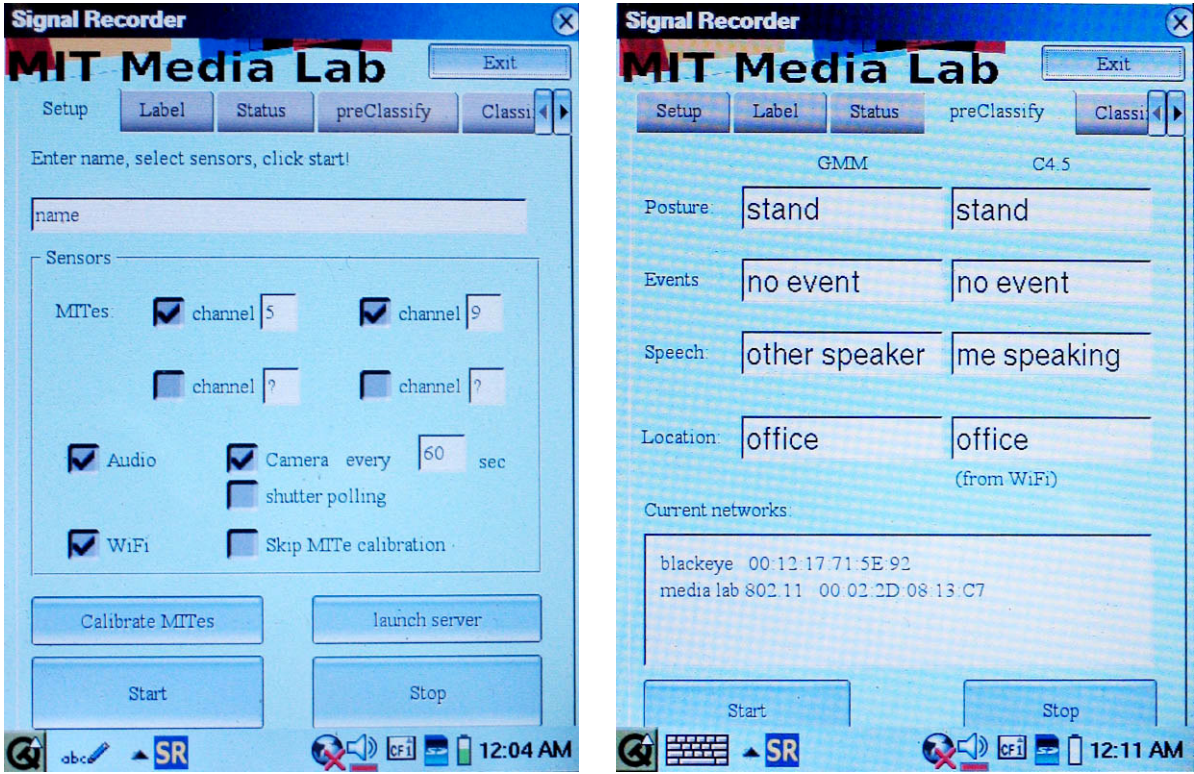 Signal Recorder
MIT Media Lab
Exit
Setup Label Status preClassify Classi
Enter name, select sensors, click start!
name
Sensors
MITes: channel 5 channel 9
channel ? channel ?
Audio Camera every 60 sec
shutter polling
WiFi Skip MITe calibration
Calibrate MITes launch server
Start Stop
abc SR CFi 12:04 AM
Signal Recorder
MIT Media Lab
Exit
Setup Label Status preClassify Classi
GMM C4.5
Posture: stand stand
Events no event no event
Speech: other speaker me speaking
Location: office office
(from WiFi)
Current networks:
blackeye 00:12:17:71:5E:92
media lab 802.11 00:02:2D:08:13:C7
Start Stop
SR CFi 12:11 AM